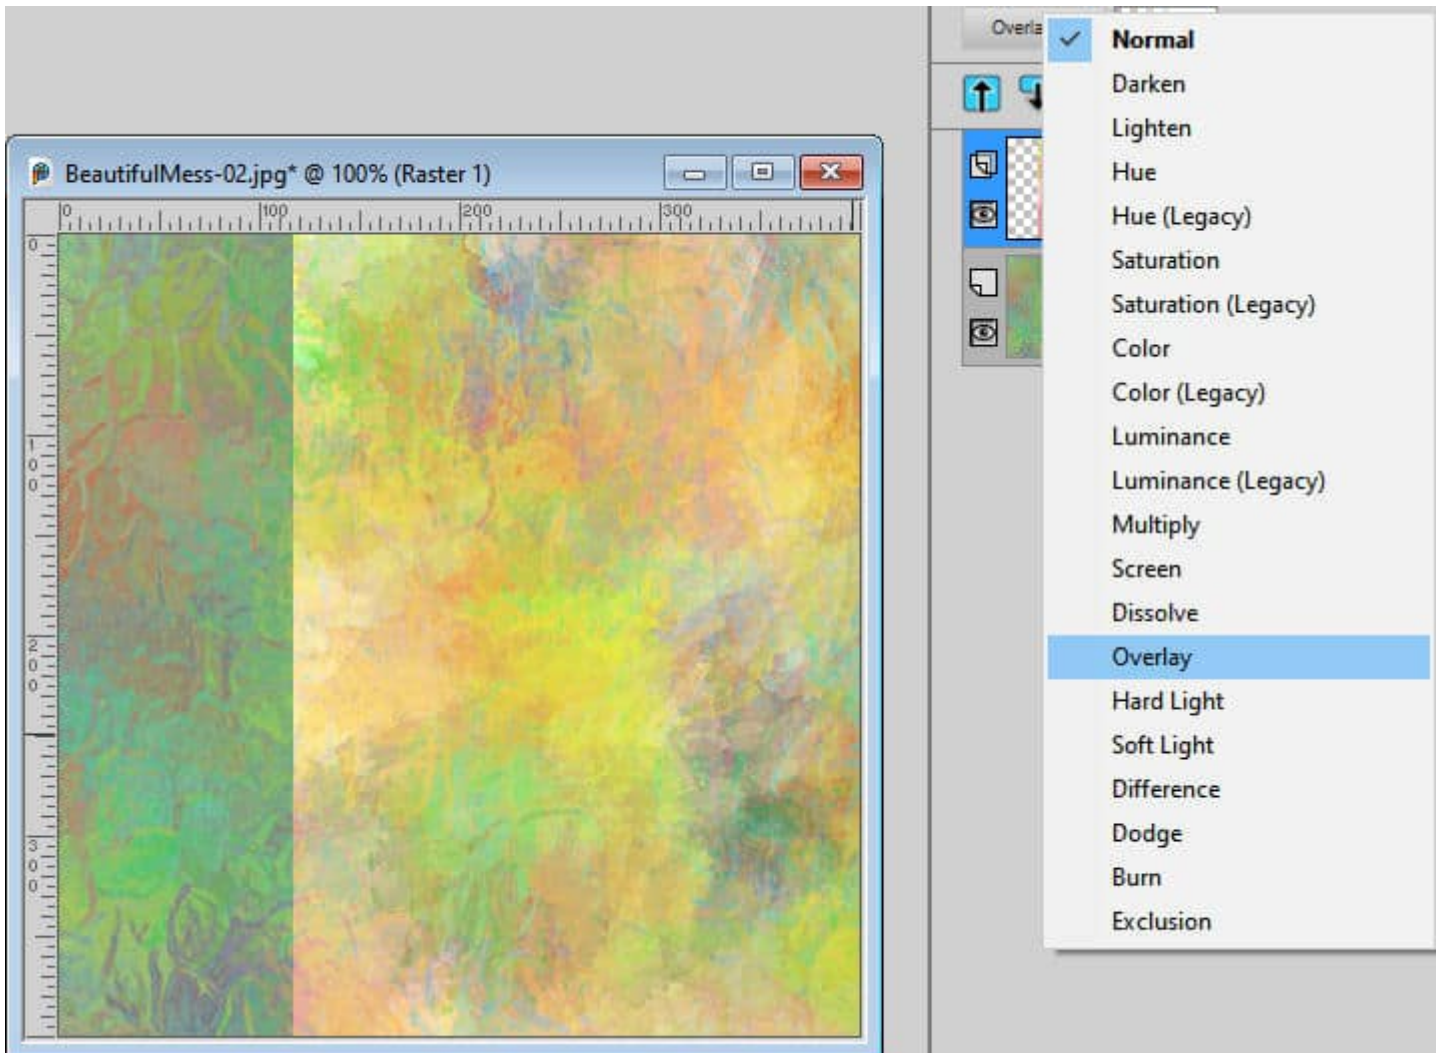 Overla
BeautifulMess-02.jpg* @ 100% (Raster 1)
0 100 200 300
0
100
200
300
Normal
Darken
Lighten
Hue
Hue (Legacy)
Saturation
Saturation (Legacy)
Color
Color (Legacy)
Luminance
Luminance (Legacy)
Multiply
Screen
Dissolve
Overlay
Hard Light
Soft Light
Difference
Dodge
Burn
Exclusion